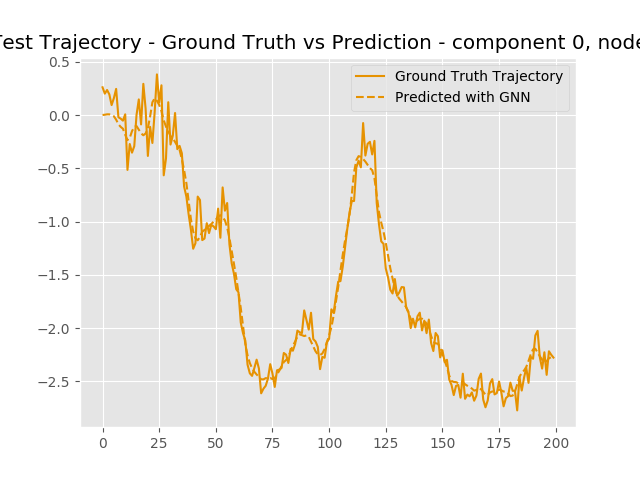 Test Trajectory - Ground Truth vs Prediction - component 0, node
0.5
Ground Truth Trajectory
Predicted with GNN
0.0
−0.5
−1.0
−1.5
−2.0
−2.5
0 25 50 75 100 125 150 175 200